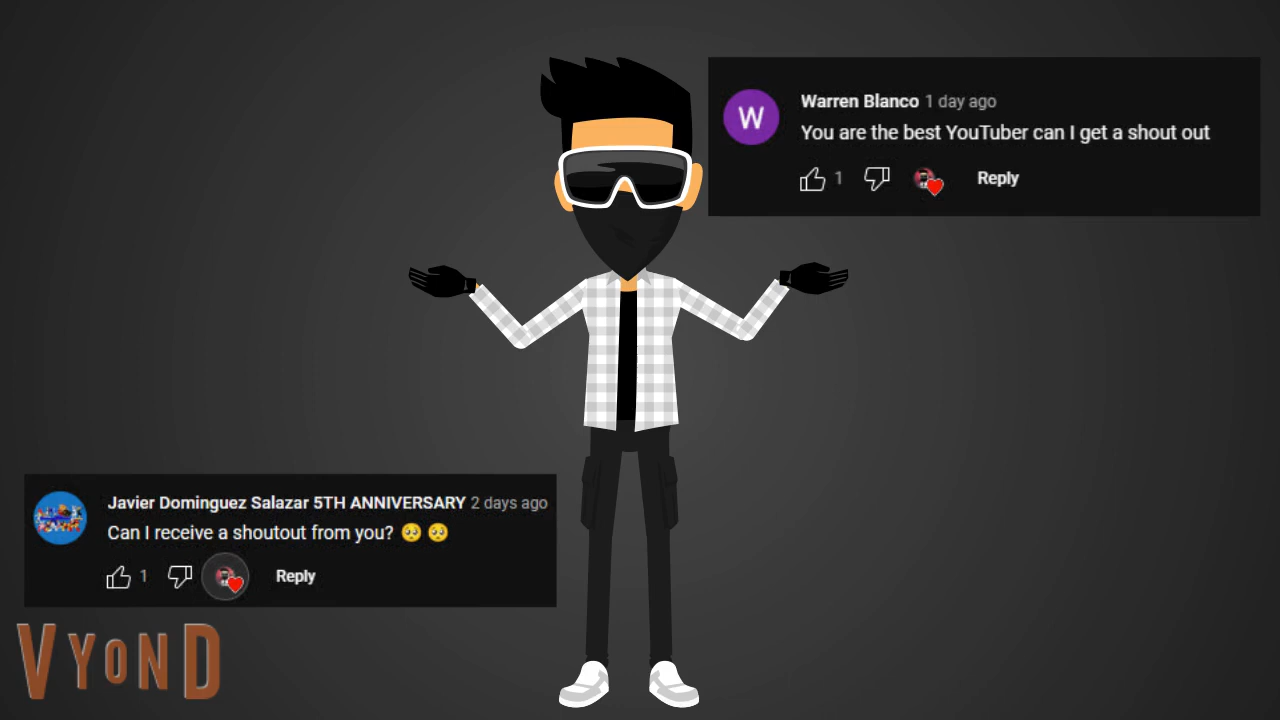 W
Warren Blanco 1 day ago
You are the best YouTuber can I get a shout out
1
Reply
Javier Dominguez Salazar 5TH ANNIVERSARY 2 days ago
Can I receive a shoutout from you? 🥺 🥺
1
Reply
VYOND